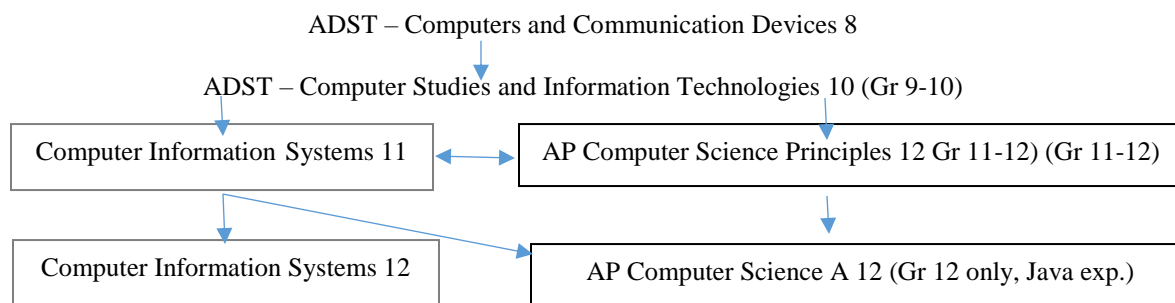 ADST – Computers and Communication Devices 8
ADST – Computer Studies and Information Technologies 10 (Gr 9-10)
Computer Information Systems 11
AP Computer Science Principles 12 Gr 11-12) (Gr 11-12)
Computer Information Systems 12
AP Computer Science A 12 (Gr 12 only, Java exp.)